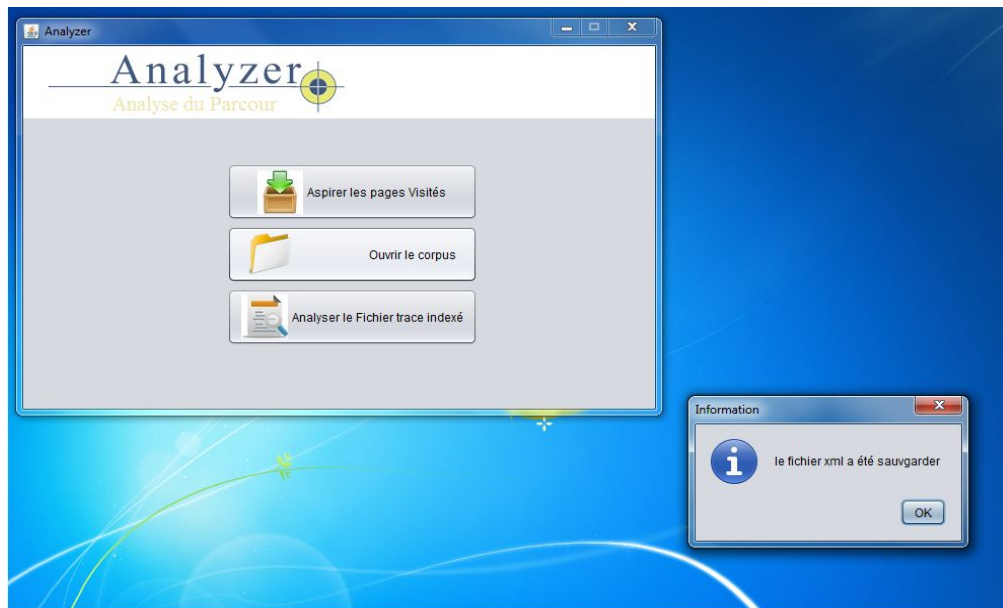 Analyzer
Analyzer
Analyse du Parcour
Aspirer les pages Visités
Ouvrir le corpus
Analyser le Fichier trace indexé
Information
le fichier xml a été sauvgarder
OK